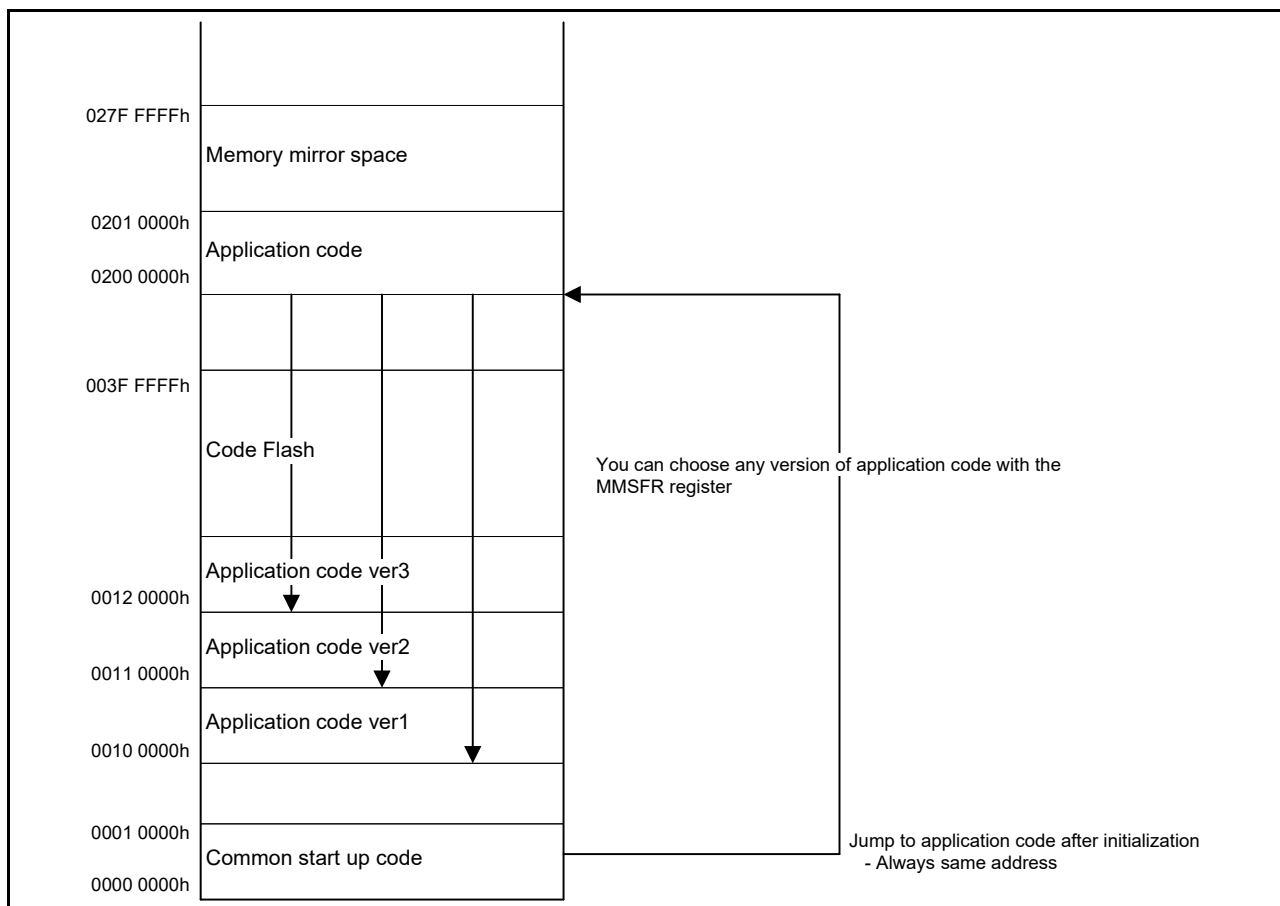 027F FFFFh
Memory mirror space
0201 0000h
Application code
0200 0000h
003F FFFFh
Code Flash
You can choose any version of application code with the
MMSFR register
Application code ver3
0012 0000h
Application code ver2
0011 0000h
Application code ver1
0010 0000h
0001 0000h
Jump to application code after initialization
- Always same address
Common start up code
0000 0000h